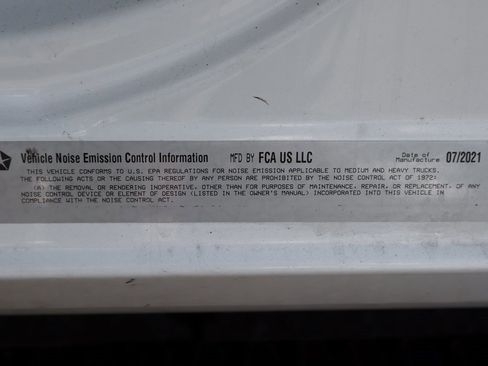 Vehicle Noise Emission Control Information MFD BY FCA US LLC Date of Manufacture 07/2021
THIS VEHICLE CONFORMS TO U.S. EPA REGULATIONS FOR NOISE EMISSION APPLICABLE TO MEDIUM AND HEAVY TRUCKS.
THE FOLLOWING ACTS OR THE CAUSING THEREOF BY ANY PERSON ARE PROHIBITED BY THE NOISE CONTROL ACT OF 1972:
(A) THE REMOVAL OR RENDERING INOPERATIVE, OTHER THAN FOR PURPOSES OF MAINTENANCE, REPAIR, OR REPLACEMENT, OF ANY
NOISE CONTROL DEVICE OR ELEMENT OF DESIGN (LISTED IN THE OWNER'S MANUAL) INCORPORATED INTO THIS VEHICLE IN
COMPLIANCE WITH THE NOISE CONTROL ACT.